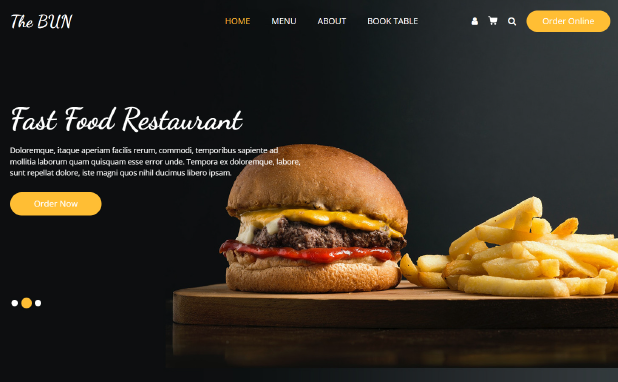 The BUN
HOME MENU ABOUT BOOK TABLE Order Online
Fast Food Restaurant
Doloremque, itaque aperiam facilis rerum, commodi, temporibus sapiente ad
mollitia laborum quam quisquam esse error unde. Tempora ex doloremque, labore,
sunt repellat dolore, iste magni quos nihil ducimus libero ipsam.
Order Now